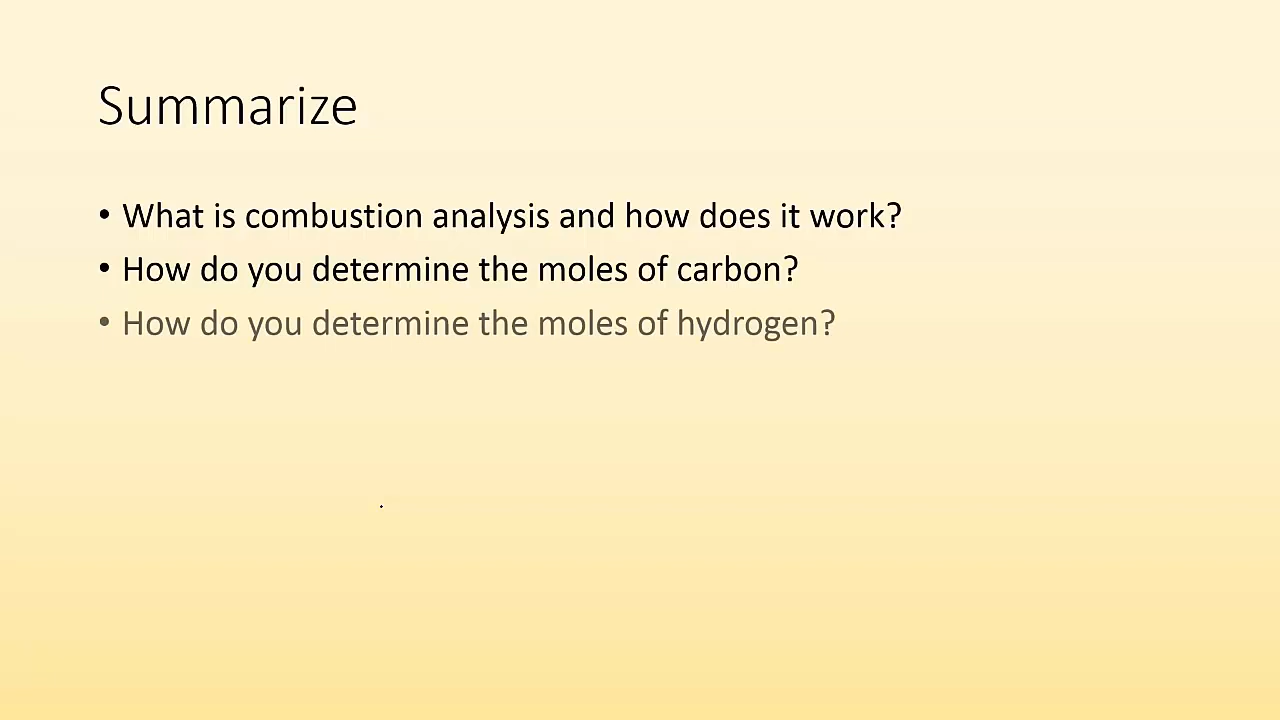 Summarize
• What is combustion analysis and how does it work?
• How do you determine the moles of carbon?
• How do you determine the moles of hydrogen?